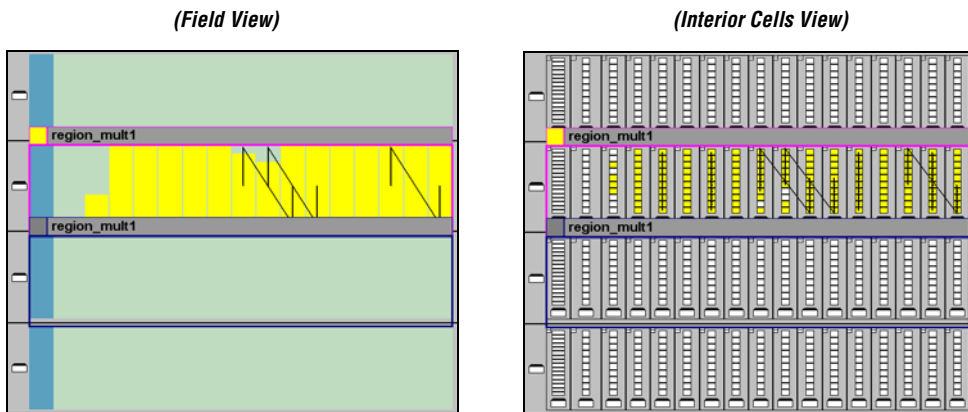 (Field View)
(Interior Cells View)
region_mult1
region_mult1
region_mult1
region_mult1